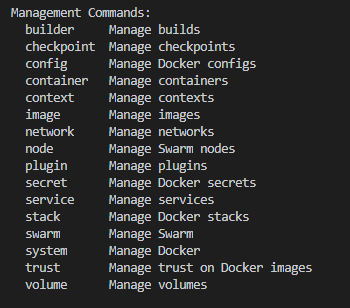 Management Commands:
  builder     Manage builds
  checkpoint  Manage checkpoints
  config      Manage Docker configs
  container   Manage containers
  context     Manage contexts
  image       Manage images
  network     Manage networks
  node        Manage Swarm nodes
  plugin      Manage plugins
  secret      Manage Docker secrets
  service     Manage services
  stack       Manage Docker stacks
  swarm       Manage Swarm
  system      Manage Docker
  trust       Manage trust on Docker images
  volume      Manage volumes